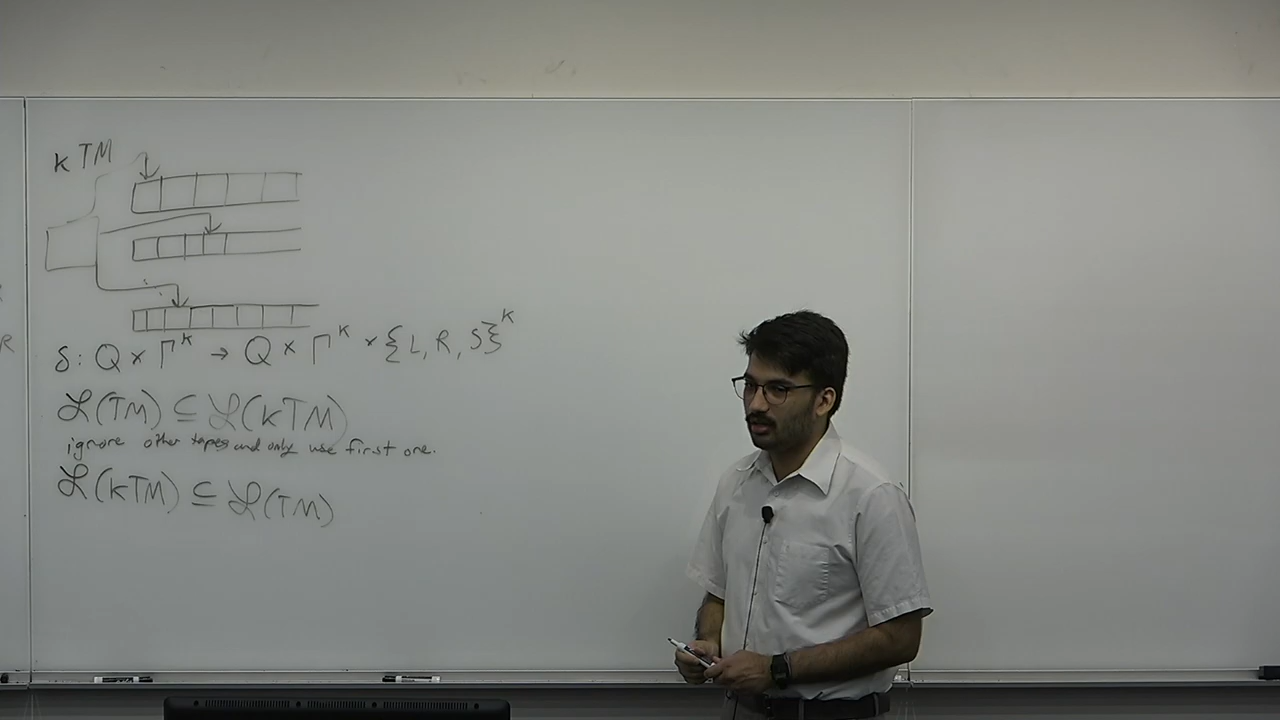 k TM
δ: Q × Γ^k → Q × Γ^k × {L, R, S}^k
ℒ(TM) ⊆ ℒ(kTM)
ignore other tapes and only use first one.
ℒ(kTM) ⊆ ℒ(TM)
R